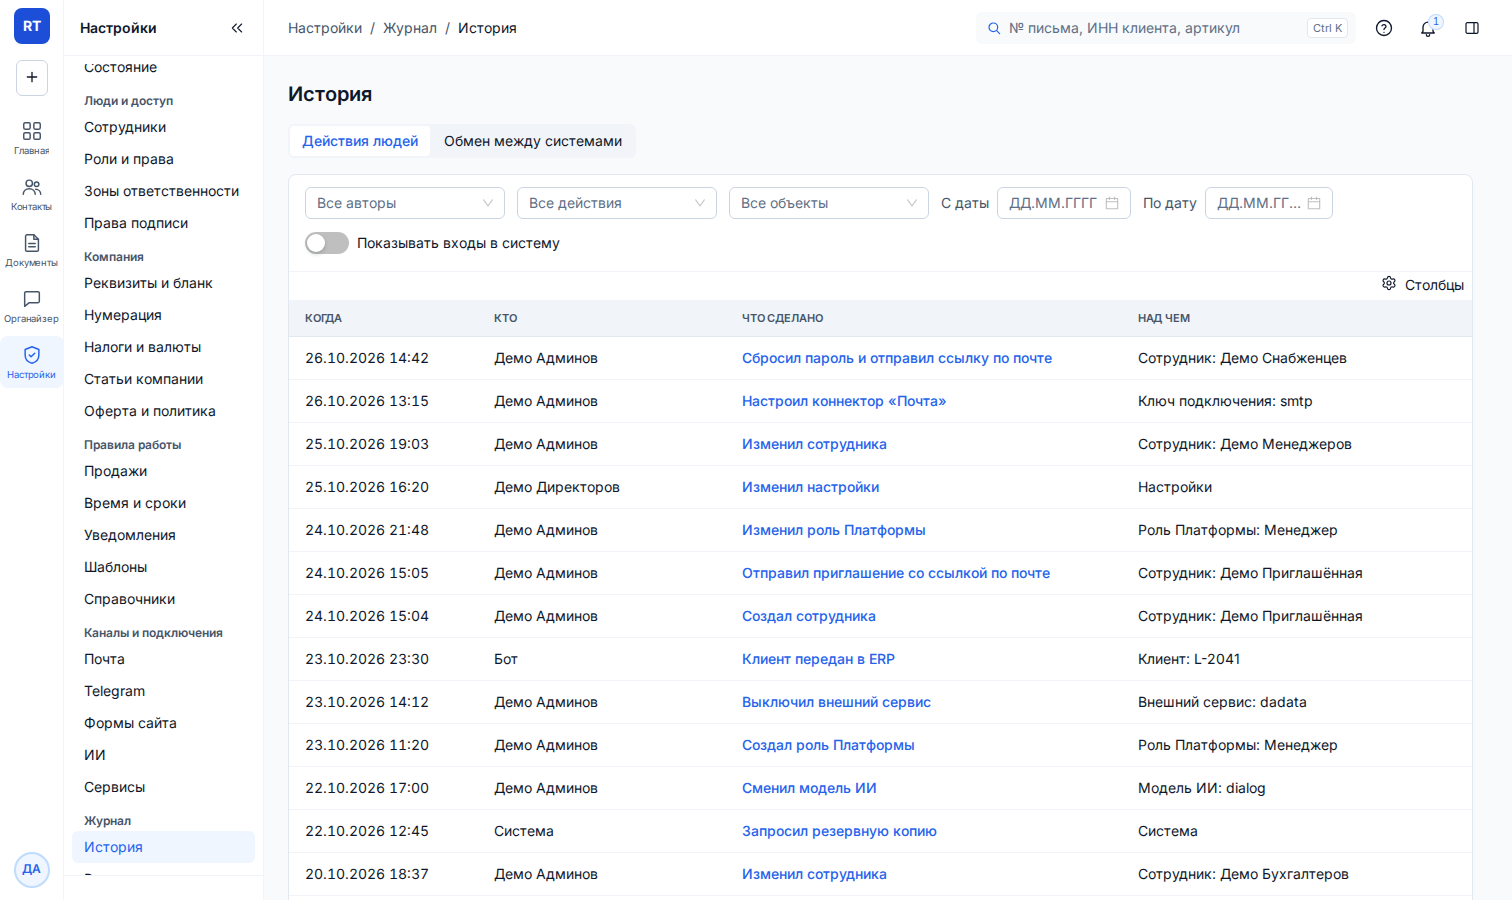 RT
Настройки
Настройки / Журнал / История
№ письма, ИНН клиента, артикул
Ctrl K
1
Главная
Контакты
Документы
Органайзер
Настройки
ДА
Состояние
Люди и доступ
Сотрудники
Роли и права
Зоны ответственности
Права подписи
Компания
Реквизиты и бланк
Нумерация
Налоги и валюты
Статьи компании
Оферта и политика
Правила работы
Продажи
Время и сроки
Уведомления
Шаблоны
Справочники
Каналы и подключения
Почта
Telegram
Формы сайта
ИИ
Сервисы
Журнал
История
История
Действия людей Обмен между системами
Все авторы Все действия Все объекты С даты ДД.ММ.ГГГГ По дату ДД.ММ.ГГ...
Показывать входы в систему
Столбцы
КОГДА КТО ЧТО СДЕЛАНО НАД ЧЕМ
26.10.2026 14:42 Демо Админов Сбросил пароль и отправил ссылку по почте Сотрудник: Демо Снабженцев
26.10.2026 13:15 Демо Админов Настроил коннектор «Почта» Ключ подключения: smtp
25.10.2026 19:03 Демо Админов Изменил сотрудника Сотрудник: Демо Менеджеров
25.10.2026 16:20 Демо Директоров Изменил настройки Настройки
24.10.2026 21:48 Демо Админов Изменил роль Платформы Роль Платформы: Менеджер
24.10.2026 15:05 Демо Админов Отправил приглашение со ссылкой по почте Сотрудник: Демо Приглашённая
24.10.2026 15:04 Демо Админов Создал сотрудника Сотрудник: Демо Приглашённая
23.10.2026 23:30 Бот Клиент передан в ERP Клиент: L-2041
23.10.2026 14:12 Демо Админов Выключил внешний сервис Внешний сервис: dadata
23.10.2026 11:20 Демо Админов Создал роль Платформы Роль Платформы: Менеджер
22.10.2026 17:00 Демо Админов Сменил модель ИИ Модель ИИ: dialog
22.10.2026 12:45 Система Запросил резервную копию Система
20.10.2026 18:37 Демо Админов Изменил сотрудника Сотрудник: Демо Бухгалтеров